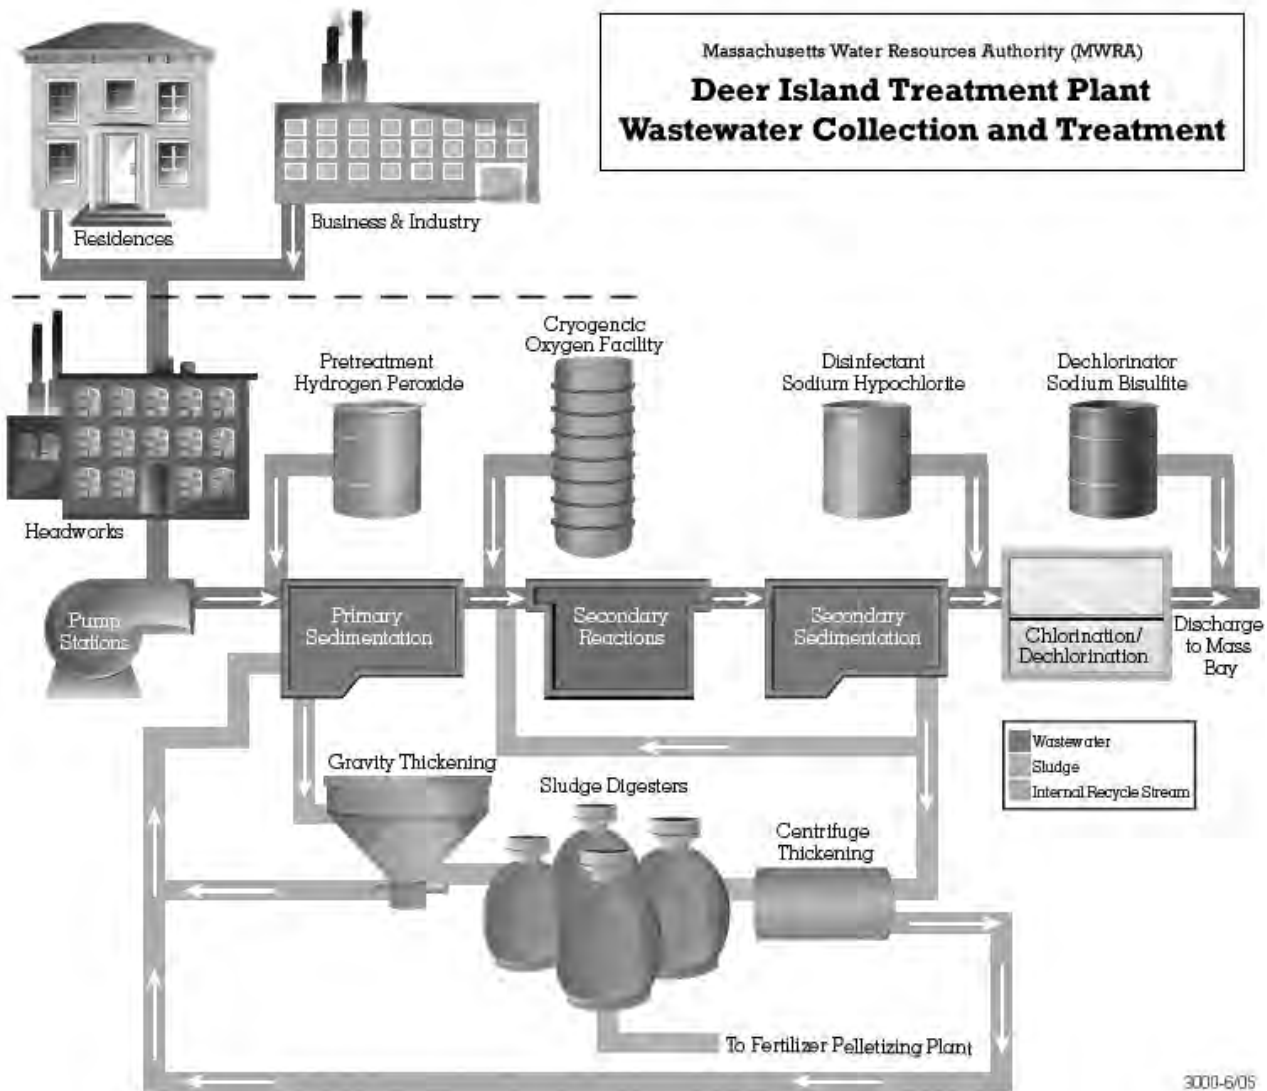 Massachusetts Water Resources Authority (MWRA)
Deer Island Treatment Plant
Wastewater Collection and Treatment
Residences
Business & Industry
Headworks
Pretreatment
Hydrogen Peroxide
Cryogencic
Oxygen Facility
Disinfectant
Sodium Hypochlorite
Dechlorinator
Sodium Bisulfite
Pump
Stations
Primary
Sedimentation
Secondary
Reactions
Secondary
Sedimentation
Chlorination/
Dechlorination
Discharge
to Mass
Bay
Wastewater
Sludge
Internal Recycle Stream
Gravity Thickening
Sludge Digesters
Centrifuge
Thickening
To Fertilizer Pelletizing Plant
3000-6/05